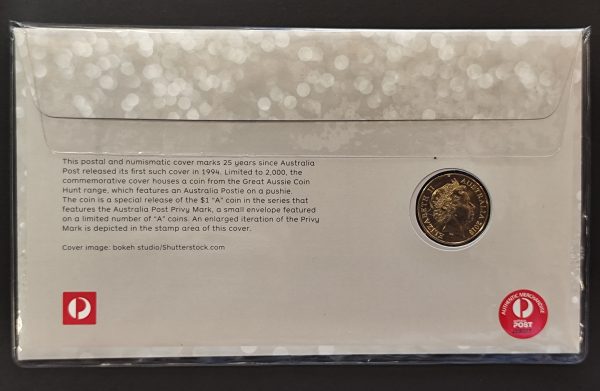 This postal and numismatic cover marks 25 years since Australia
Post released its first such cover in 1994. Limited to 2,000, the
commemorative cover houses a coin from the Great Aussie Coin
Hunt range, which features an Australia Postie on a pushie.
The coin is a special release of the $1 "A" coin in the series that
features the Australia Post Privy Mark, a small envelope featured
on a limited number of "A" coins. An enlarged iteration of the Privy
Mark is depicted in the stamp area of this cover.
Cover image: bokeh studio/Shutterstock.com
ELIZABETH II AUSTRALIA 2019
AUTHENTIC MERCHANDISE
POST